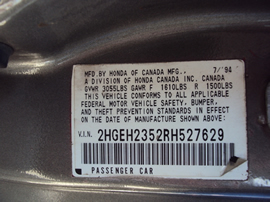 MFD. BY HONDA OF CANADA MFG., 7/'94
A DIVISION OF HONDA CANADA INC. CANADA
GVWR 3055LBS GAWR F 1610LBS R 1500LBS
THIS VEHICLE CONFORMS TO ALL APPLICABLE
FEDERAL MOTOR VEHICLE SAFETY, BUMPER,
AND THEFT PREVENTION STANDARDS IN EFFECT
ON THE DATE OF MANUFACTURE SHOWN ABOVE.
V.I.N. 2HGEH2352RH527629
PASSENGER CAR